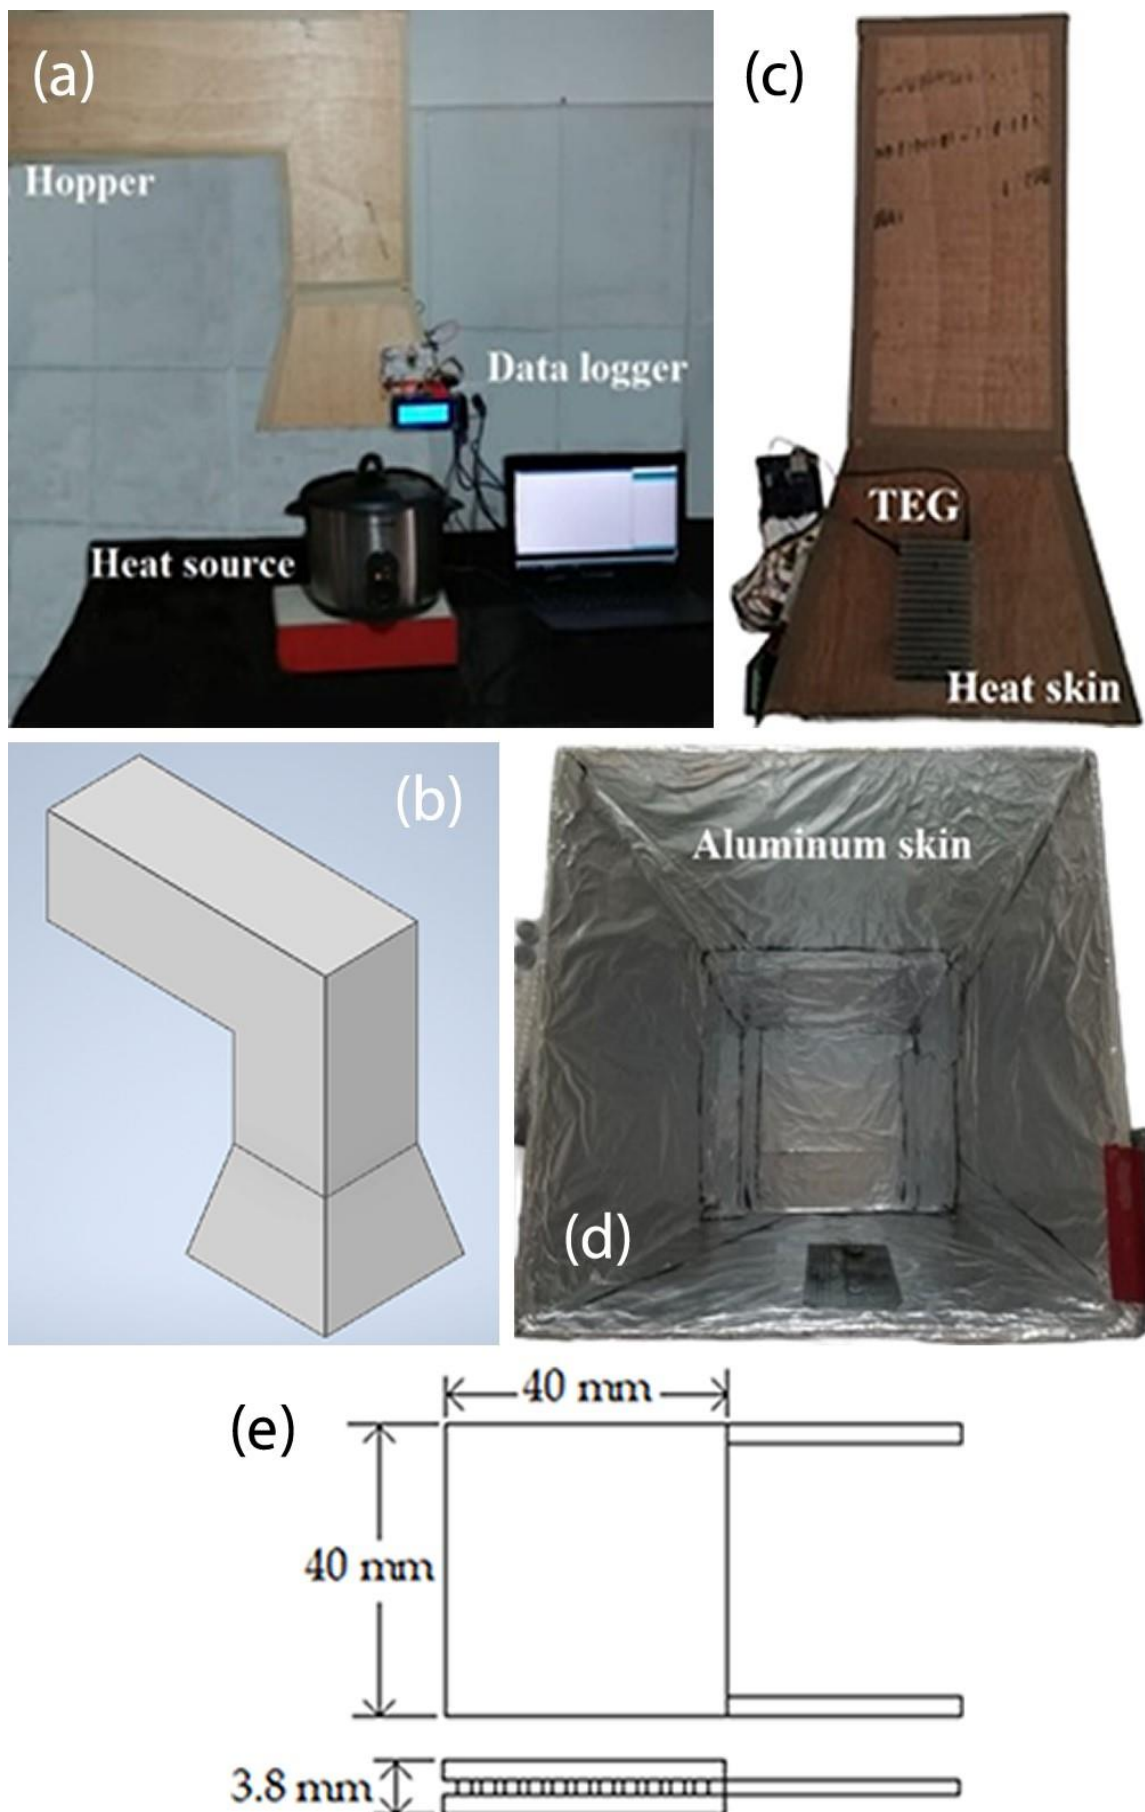 (a)
Hopper
Data logger
Heat source
(c)
TEG
Heat skin
(b)
Aluminum skin
(d)
(e)
40 mm
40 mm
3.8 mm